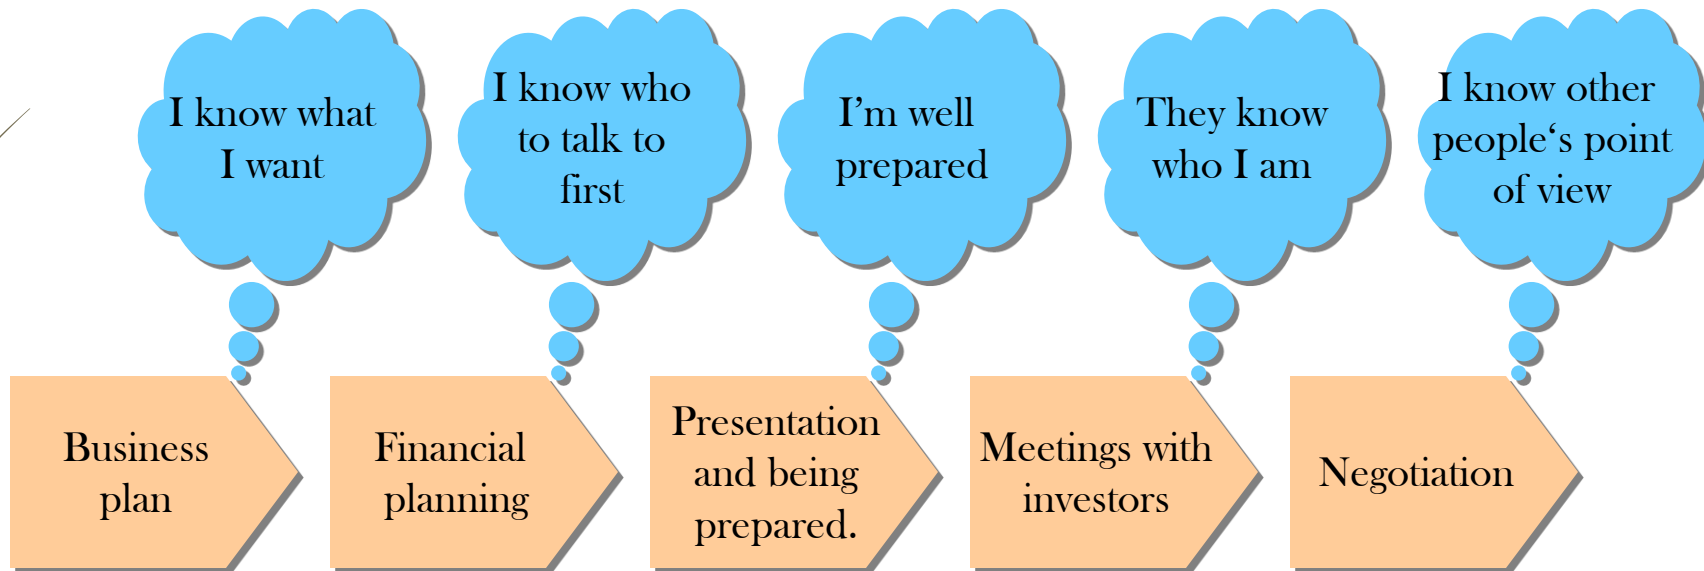 I know what
I want
I know who
to talk to
first
I’m well
prepared
They know
who I am
I know other
people‘s point
of view
Business
plan
Financial
planning
Presentation
and being
prepared.
Meetings with
investors
Negotiation